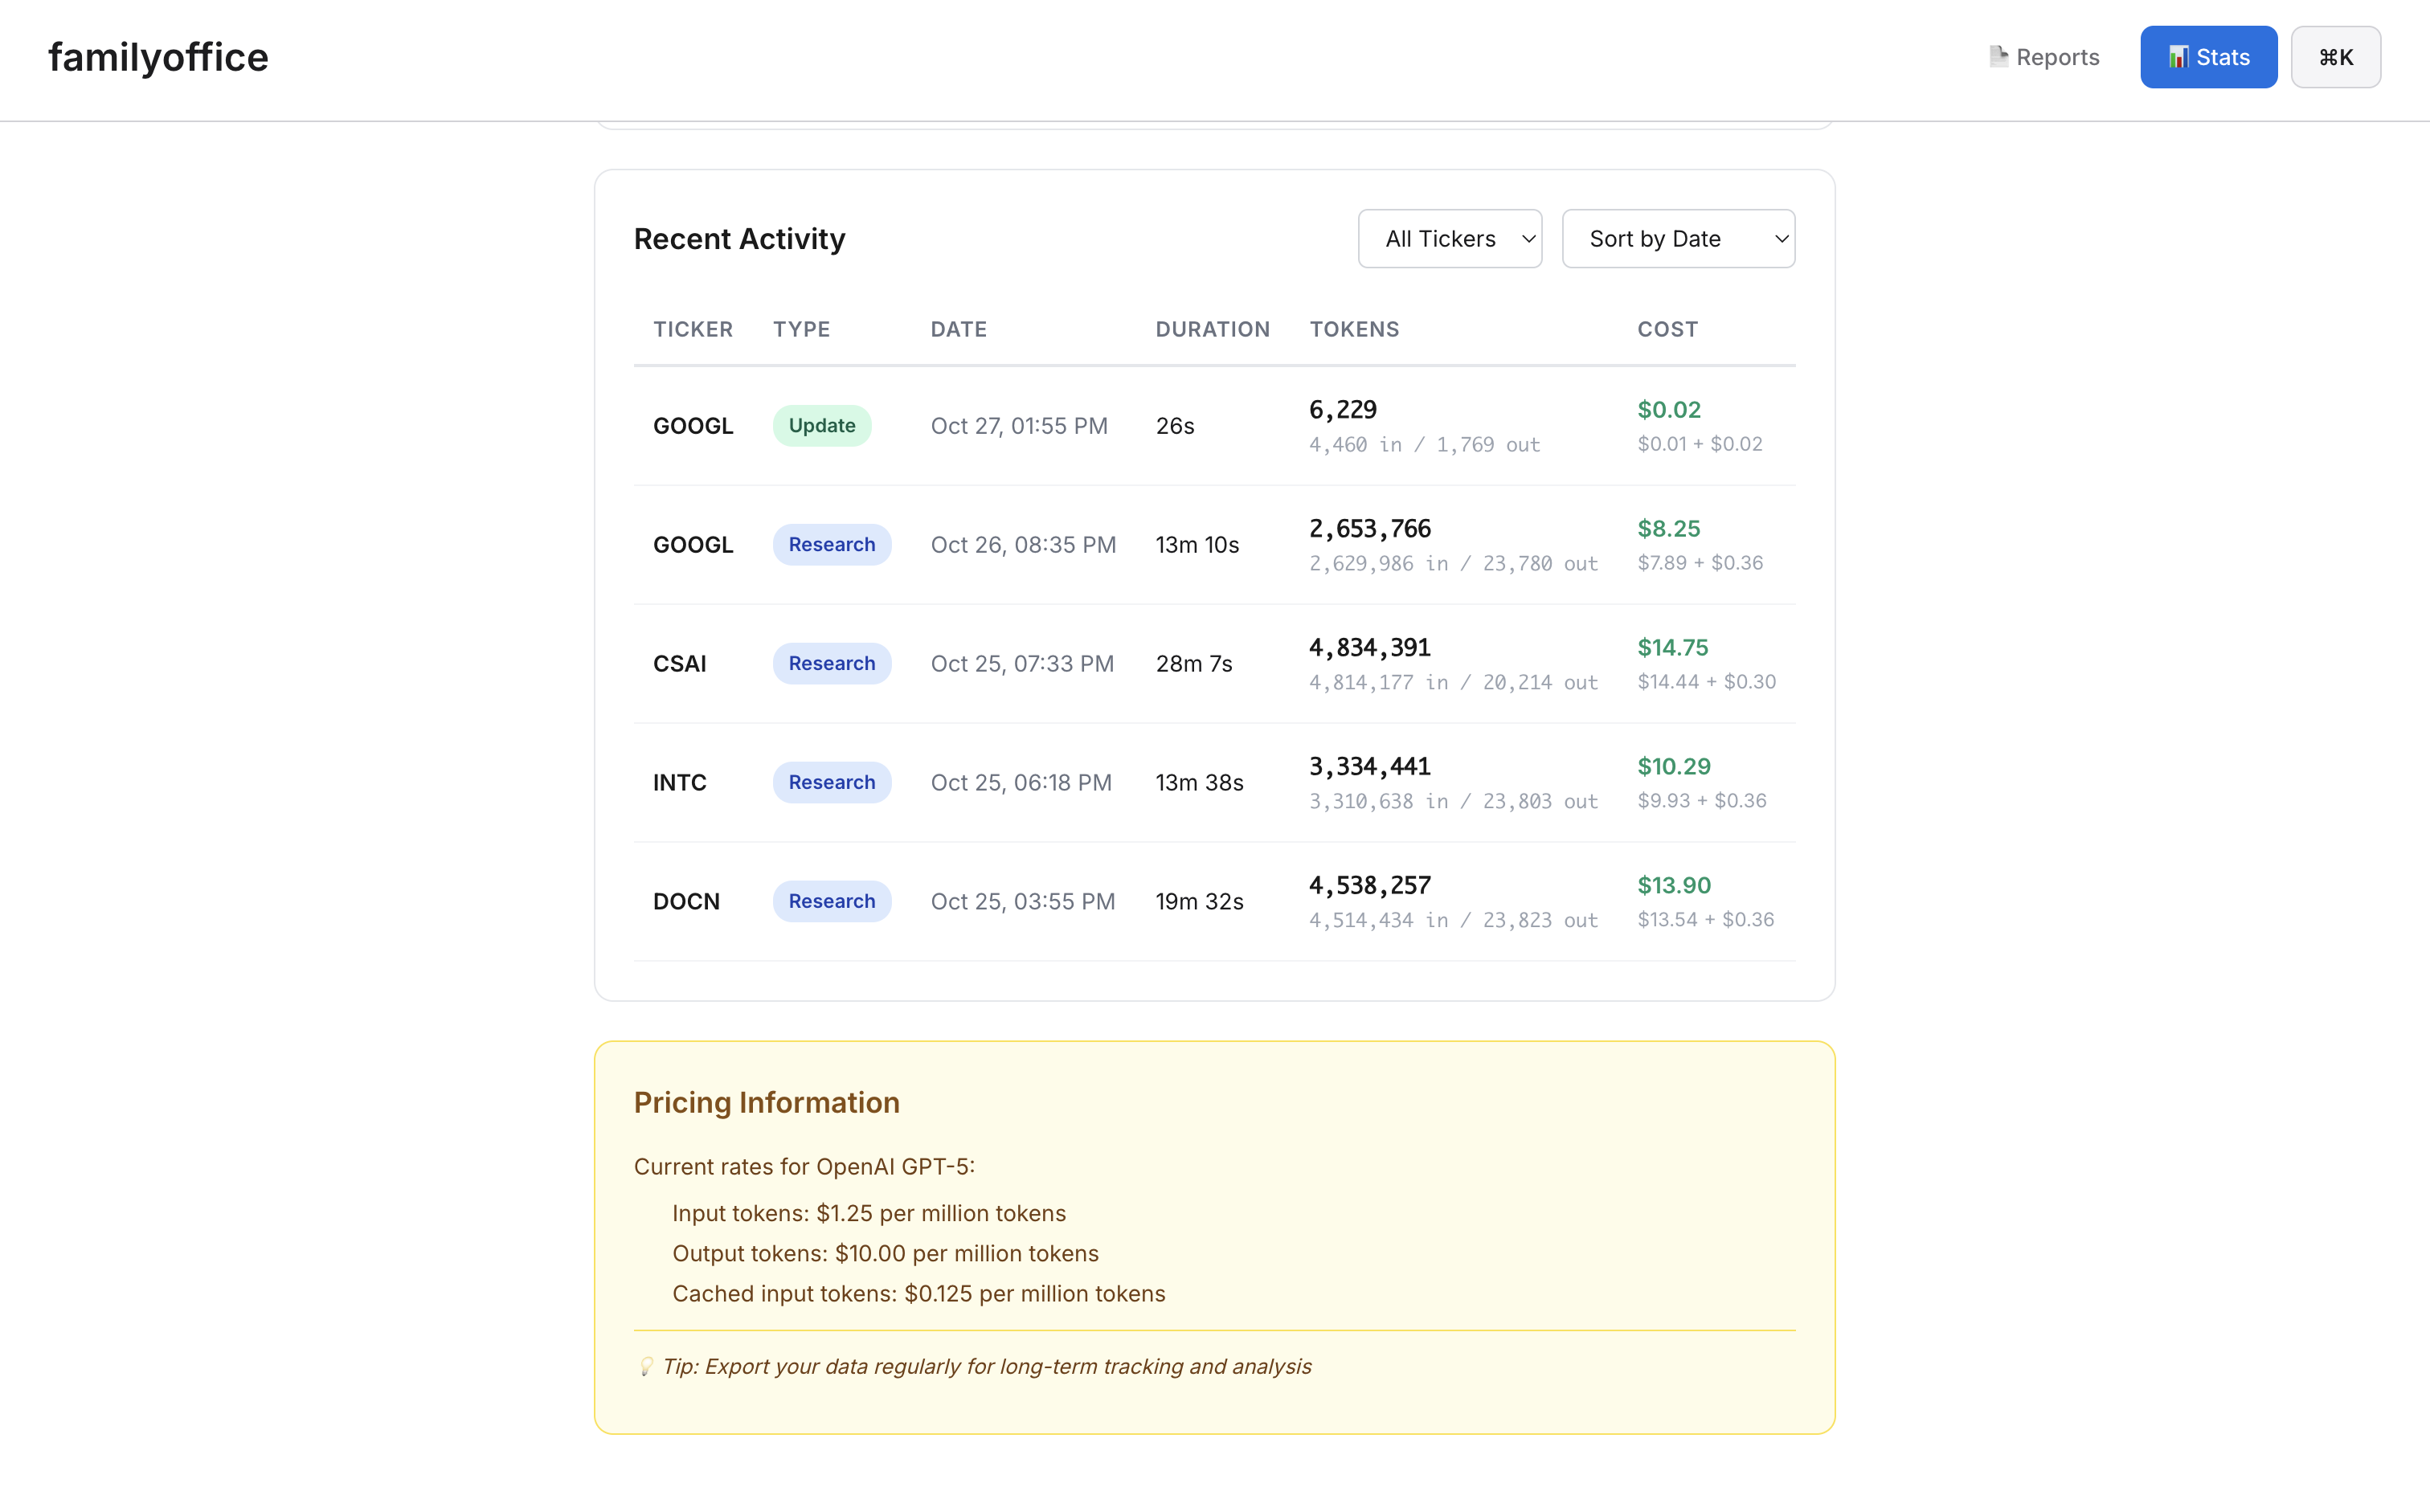 familyoffice
Reports
Stats
⌘K
Recent Activity
All Tickers
Sort by Date
TICKER TYPE DATE DURATION TOKENS COST
GOOGL Update Oct 27, 01:55 PM 26s 6,229 $0.02
4,460 in / 1,769 out $0.01 + $0.02
GOOGL Research Oct 26, 08:35 PM 13m 10s 2,653,766 $8.25
2,629,986 in / 23,780 out $7.89 + $0.36
CSAI Research Oct 25, 07:33 PM 28m 7s 4,834,391 $14.75
4,814,177 in / 20,214 out $14.44 + $0.30
INTC Research Oct 25, 06:18 PM 13m 38s 3,334,441 $10.29
3,310,638 in / 23,803 out $9.93 + $0.36
DOCN Research Oct 25, 03:55 PM 19m 32s 4,538,257 $13.90
4,514,434 in / 23,823 out $13.54 + $0.36
Pricing Information
Current rates for OpenAI GPT-5:
Input tokens: $1.25 per million tokens
Output tokens: $10.00 per million tokens
Cached input tokens: $0.125 per million tokens
Tip: Export your data regularly for long-term tracking and analysis